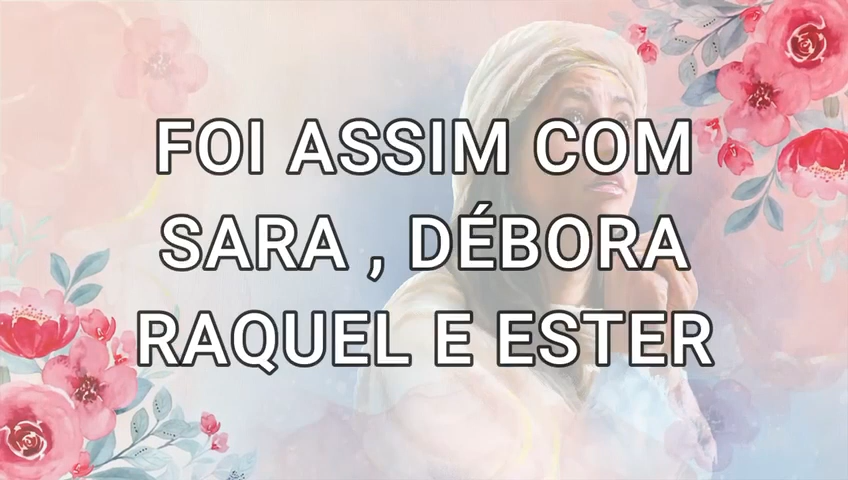 FOI ASSIM COM
SARA , DÉBORA
RAQUEL E ESTER